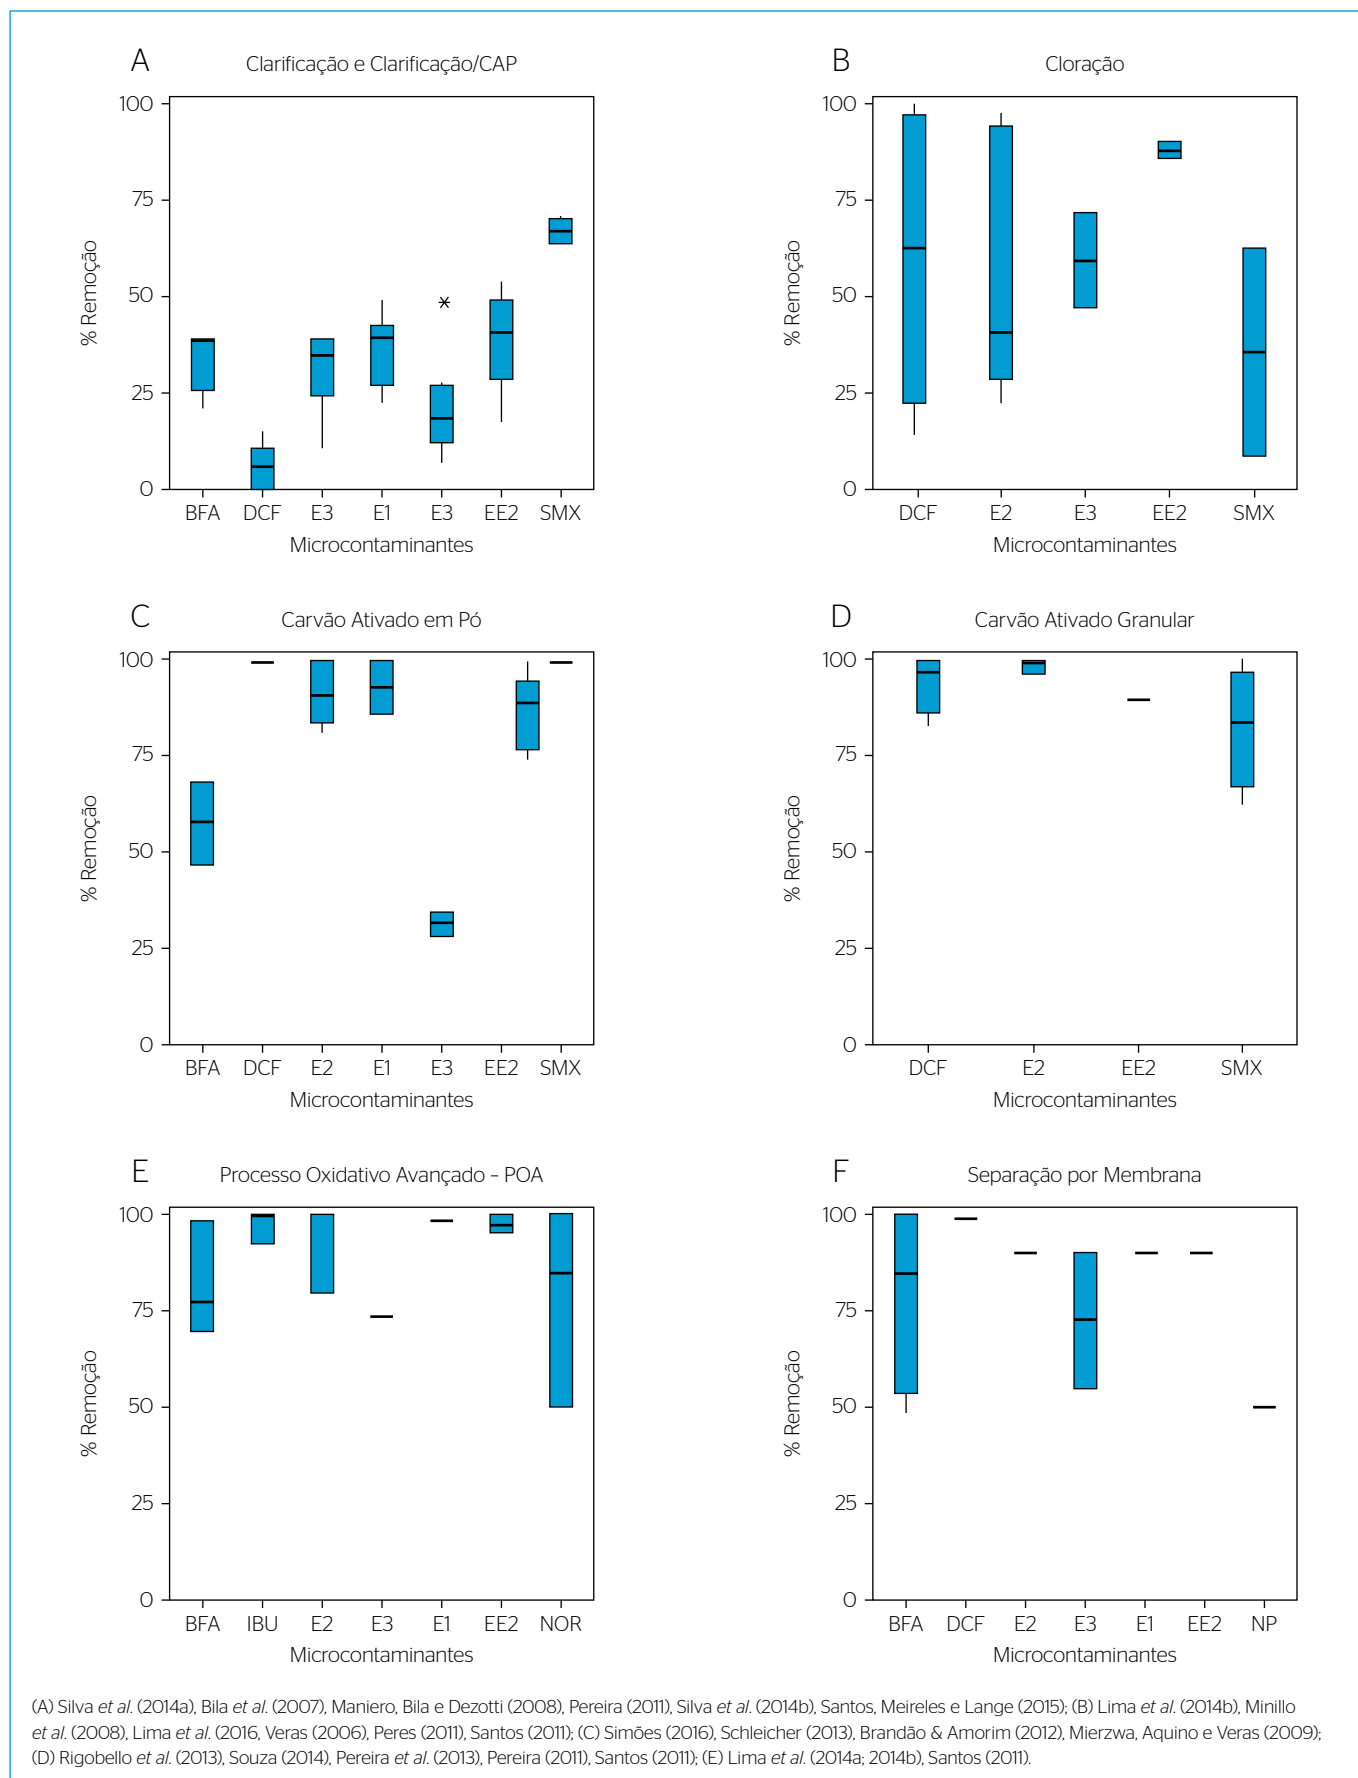 A Clarificação e Clarificação/CAP
100
75
50
25
0
% Remoção
BFA DCF E3 E1 E3 EE2 SMX
Microcontaminantes
B Cloração
100
75
50
25
0
% Remoção
DCF E2 E3 EE2 SMX
Microcontaminantes
C Carvão Ativado em Pó
100
75
50
25
0
% Remoção
BFA DCF E2 E1 E3 EE2 SMX
Microcontaminantes
D Carvão Ativado Granular
100
75
50
25
0
% Remoção
DCF E2 EE2 SMX
Microcontaminantes
E Processo Oxidativo Avançado – POA
100
75
50
25
0
% Remoção
BFA IBU E2 E3 E1 EE2 NOR
Microcontaminantes
F Separação por Membrana
100
75
50
25
0
% Remoção
BFA DCF E2 E3 E1 EE2 NP
Microcontaminantes
(A) Silva et al. (2014a), Bila et al. (2007), Maniero, Bila e Dezotti (2008), Pereira (2011), Silva et al. (2014b), Santos, Meireles e Lange (2015); (B) Lima et al. (2014b), Minillo
et al. (2008), Lima et al. (2016, Veras (2006), Peres (2011), Santos (2011); (C) Simões (2016), Schleicher (2013), Brandão & Amorim (2012), Mierzwa, Aquino e Veras (2009);
(D) Rigobello et al. (2013), Souza (2014), Pereira et al. (2013), Pereira (2011), Santos (2011); (E) Lima et al. (2014a; 2014b), Santos (2011).